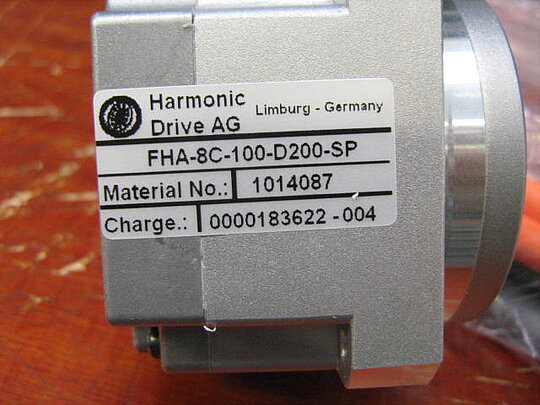 Harmonic
Drive AG Limburg - Germany
FHA-8C-100-D200-SP
Material No.: 1014087
Charge.: 0000183622 - 004